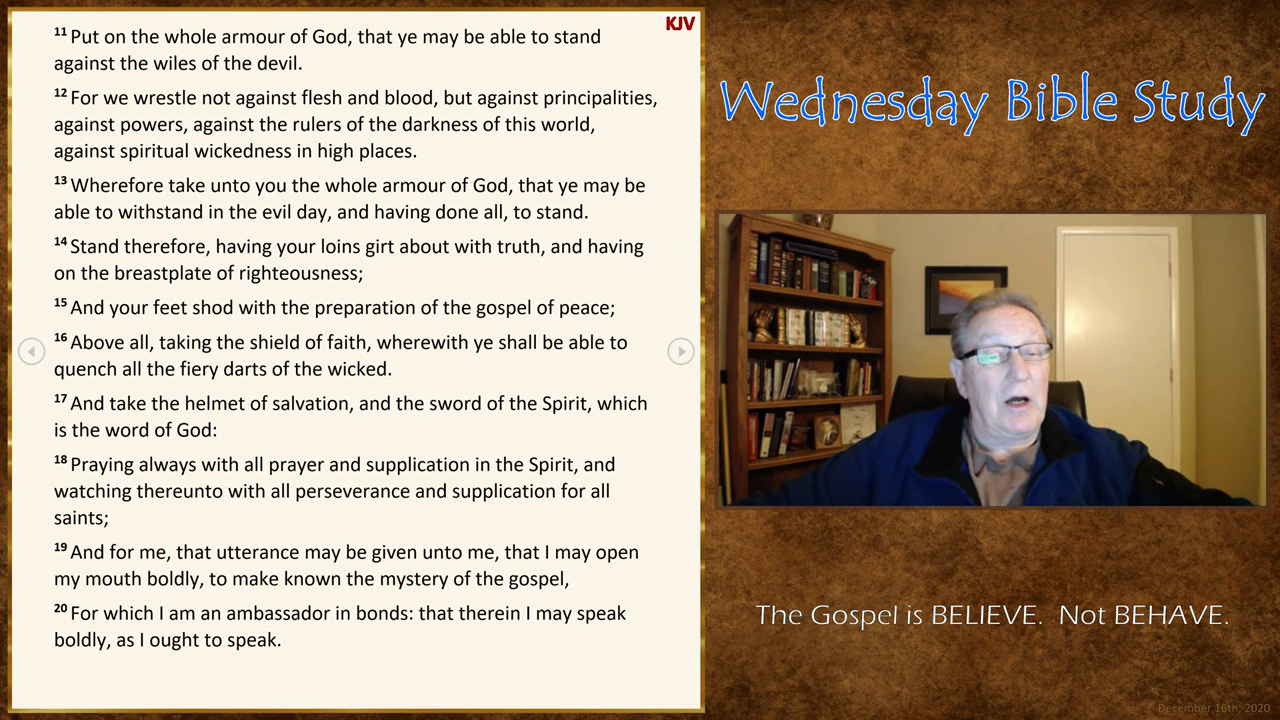 KJV
11 Put on the whole armour of God, that ye may be able to stand
against the wiles of the devil.
12 For we wrestle not against flesh and blood, but against principalities,
against powers, against the rulers of the darkness of this world,
against spiritual wickedness in high places.
13 Wherefore take unto you the whole armour of God, that ye may be
able to withstand in the evil day, and having done all, to stand.
14 Stand therefore, having your loins girt about with truth, and having
on the breastplate of righteousness;
15 And your feet shod with the preparation of the gospel of peace;
16 Above all, taking the shield of faith, wherewith ye shall be able to
quench all the fiery darts of the wicked.
17 And take the helmet of salvation, and the sword of the Spirit, which
is the word of God:
18 Praying always with all prayer and supplication in the Spirit, and
watching thereunto with all perseverance and supplication for all
saints;
19 And for me, that utterance may be given unto me, that I may open
my mouth boldly, to make known the mystery of the gospel,
20 For which I am an ambassador in bonds: that therein I may speak
boldly, as I ought to speak.
Wednesday Bible Study
The Gospel is BELIEVE. Not BEHAVE.
December 16th, 2020